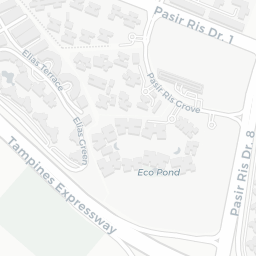 Pasir Ris Dr. 1
Elias Terrace
Pasir Ris Grove
Elias Green
Tampines Expressway
Eco Pond
Pasir Ris Dr. 8